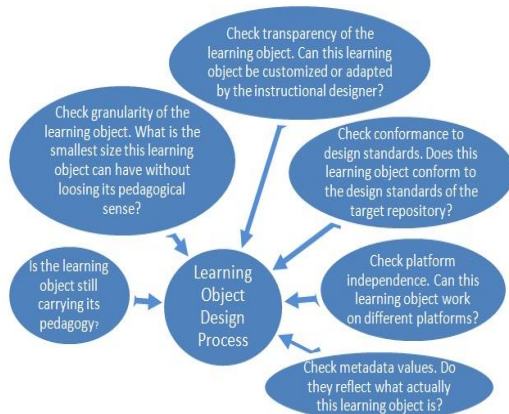 Check transparency of the
learning object. Can this learning
object be customized or adapted
by the instructional designer?
Check granularity of the
learning object. What is the
smallest size this learning
object can have without
loosing its pedagogical
sense?
Check conformance to
design standards. Does this
learning object conform to
the design standards of the
target repository?
Is the learning
object still
carrying its
pedagogy?
Learning
Object
Design
Process
Check platform
independence. Can this
learning object work
on different platforms?
Check metadata values. Do
they reflect what actually
this learning object is?